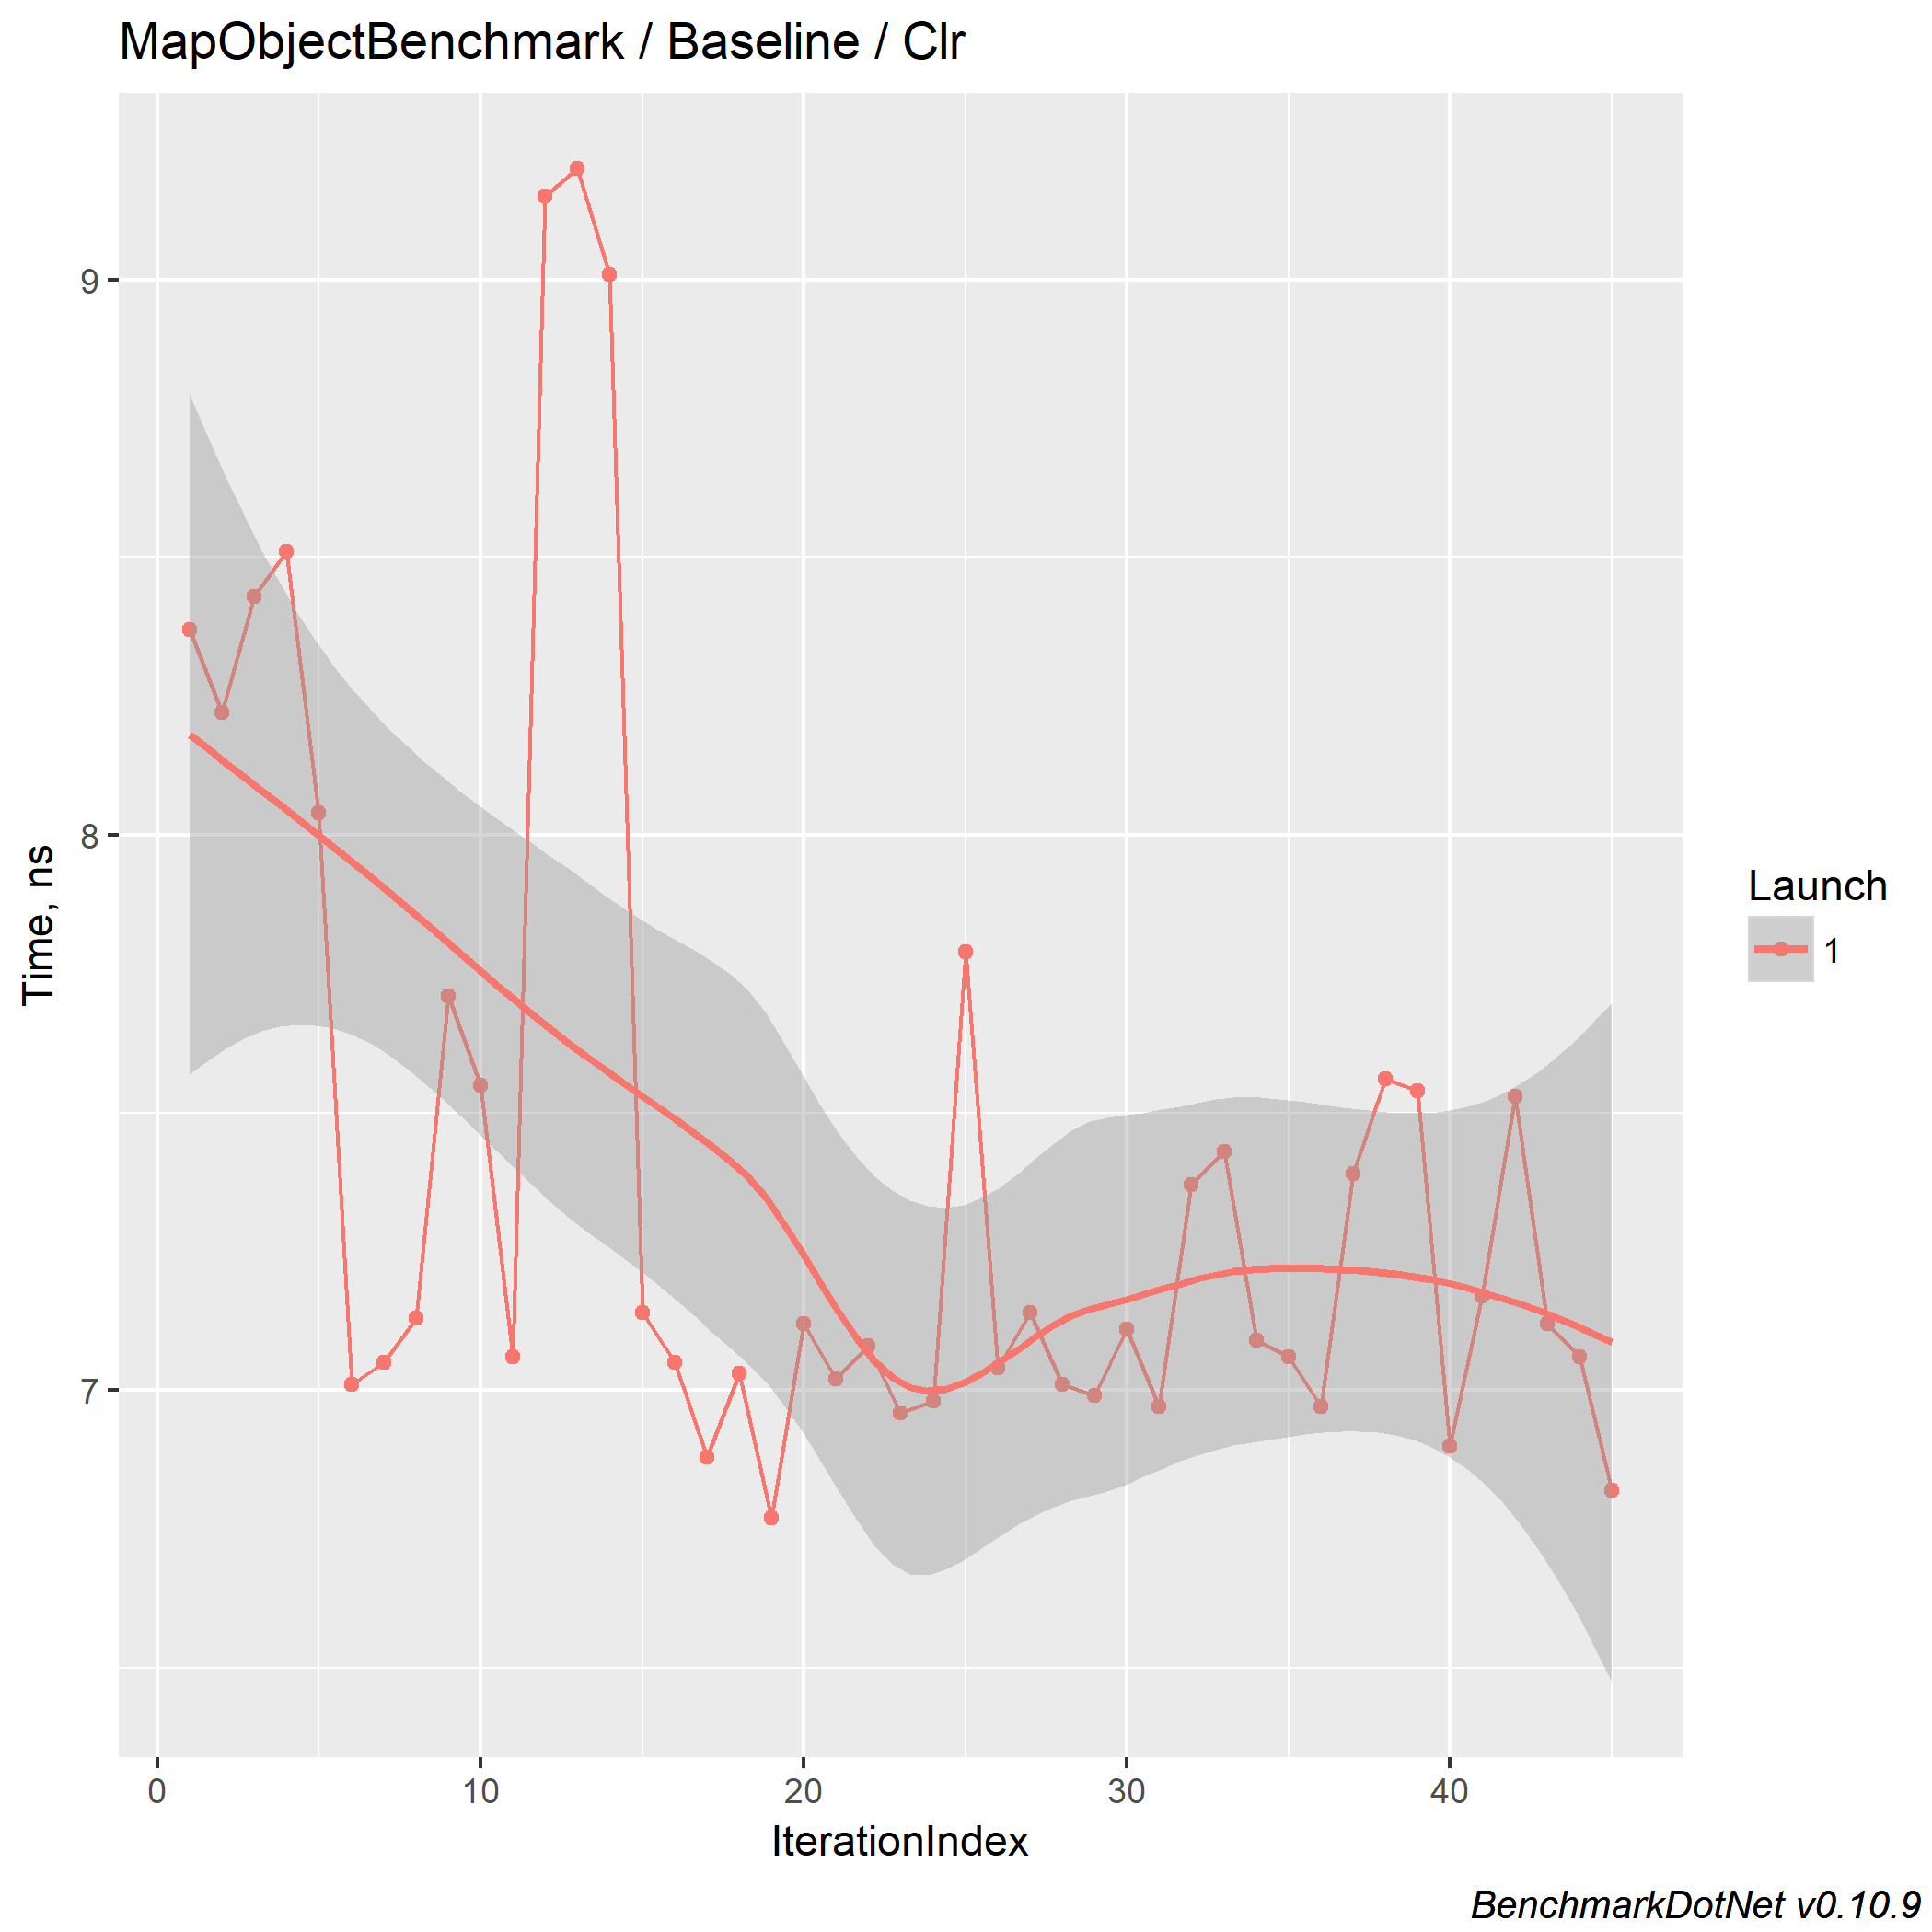 MapObjectBenchmark / Baseline / Clr
9
8
7
Time, ns
0 10 20 30 40
IterationIndex
Launch
1
BenchmarkDotNet v0.10.9